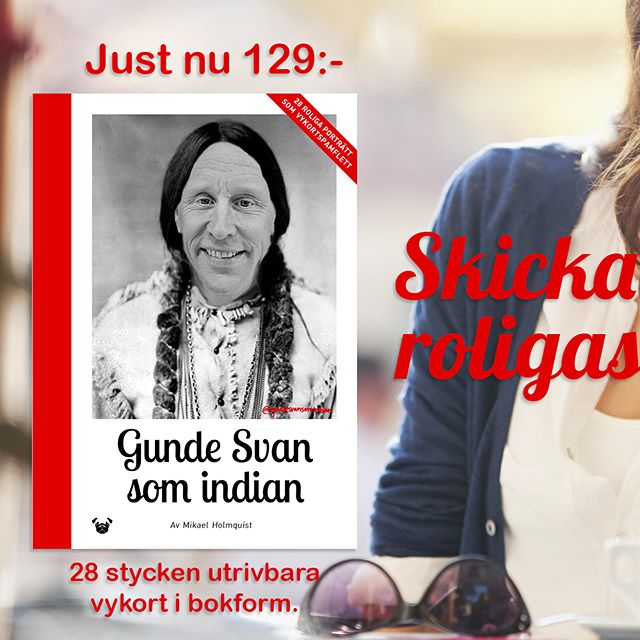 Just nu 129:-
28 ROLIGA PORTRÄTT
SOM VYKORTSPAMFLETT
Skicka
roligas
Gunde Svan
som indian
Av Mikael Holmquist
28 stycken utrivbara
vykort i bokform.